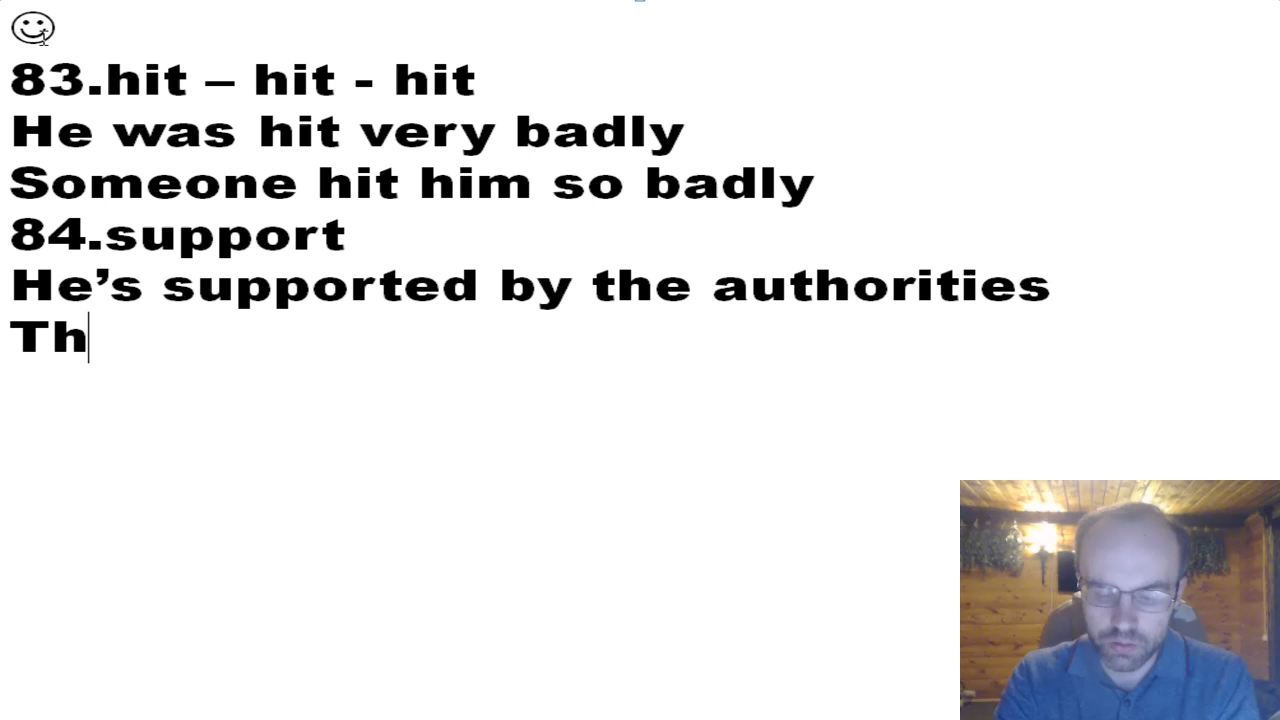 83.hit – hit - hit
He was hit very badly
Someone hit him so badly
84.support
He’s supported by the authorities
Th